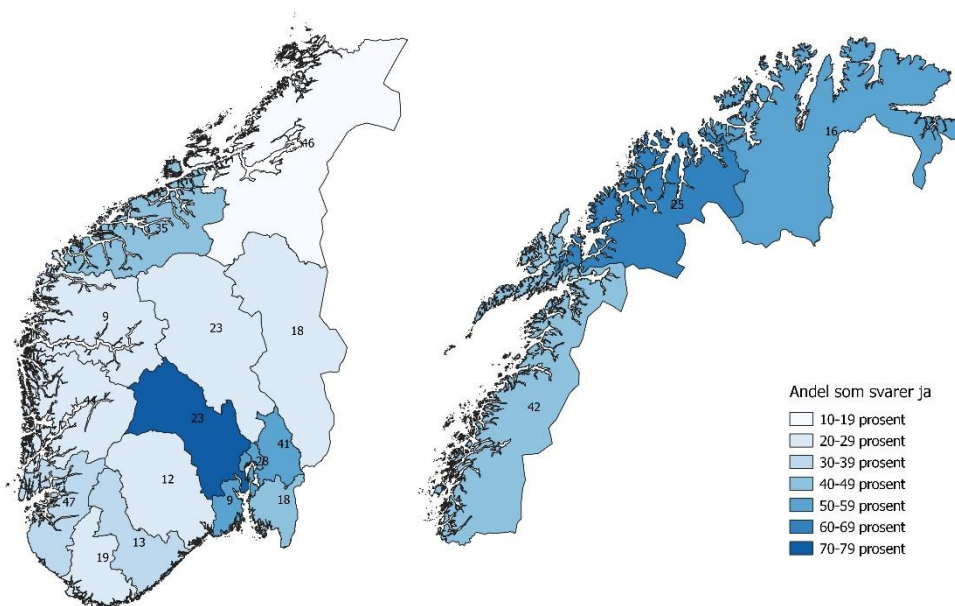 46
35
9
23
18
44
23
41
28
12
9
18
47
13
19
16
25
42
Andel som svarer ja
10-19 prosent
20-29 prosent
30-39 prosent
40-49 prosent
50-59 prosent
60-69 prosent
70-79 prosent